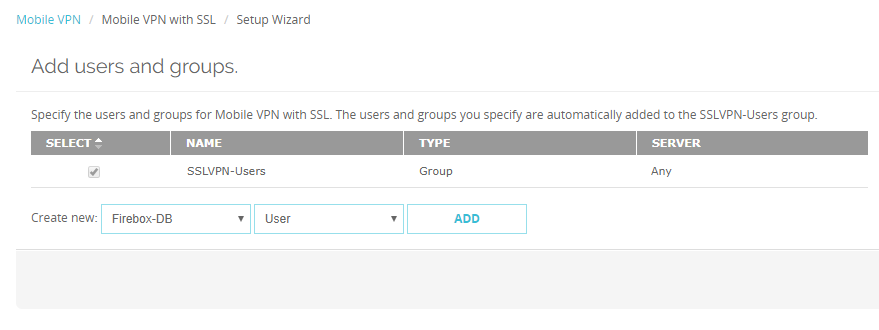 Mobile VPN / Mobile VPN with SSL / Setup Wizard
Add users and groups.
Specify the users and groups for Mobile VPN with SSL. The users and groups you specify are automatically added to the SSLVPN-Users group.
SELECT NAME TYPE SERVER
SSLVPN-Users Group Any
Create new: Firebox-DB User ADD